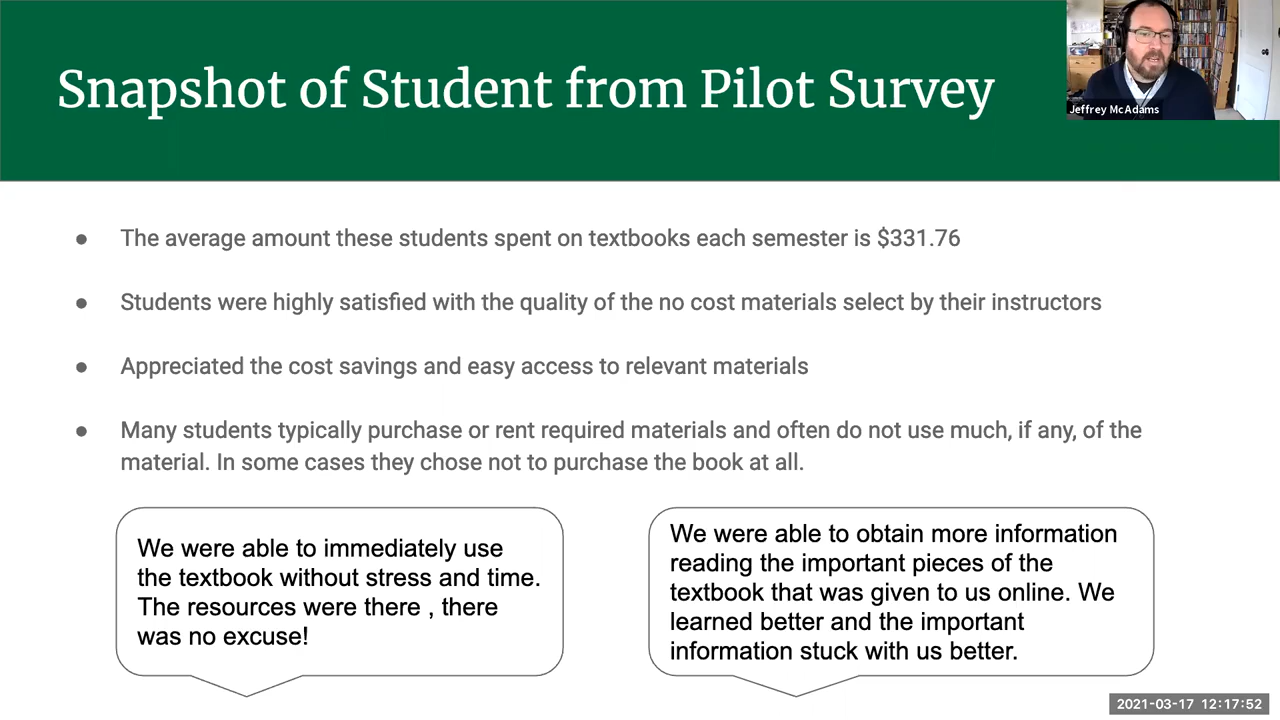 Snapshot of Student from Pilot Survey
Jeffrey McAdams
● The average amount these students spent on textbooks each semester is $331.76
● Students were highly satisfied with the quality of the no cost materials select by their instructors
● Appreciated the cost savings and easy access to relevant materials
● Many students typically purchase or rent required materials and often do not use much, if any, of the
material. In some cases they chose not to purchase the book at all.
We were able to immediately use
the textbook without stress and time.
The resources were there , there
was no excuse!
We were able to obtain more information
reading the important pieces of the
textbook that was given to us online. We
learned better and the important
information stuck with us better.
2021-03-17 12:17:52